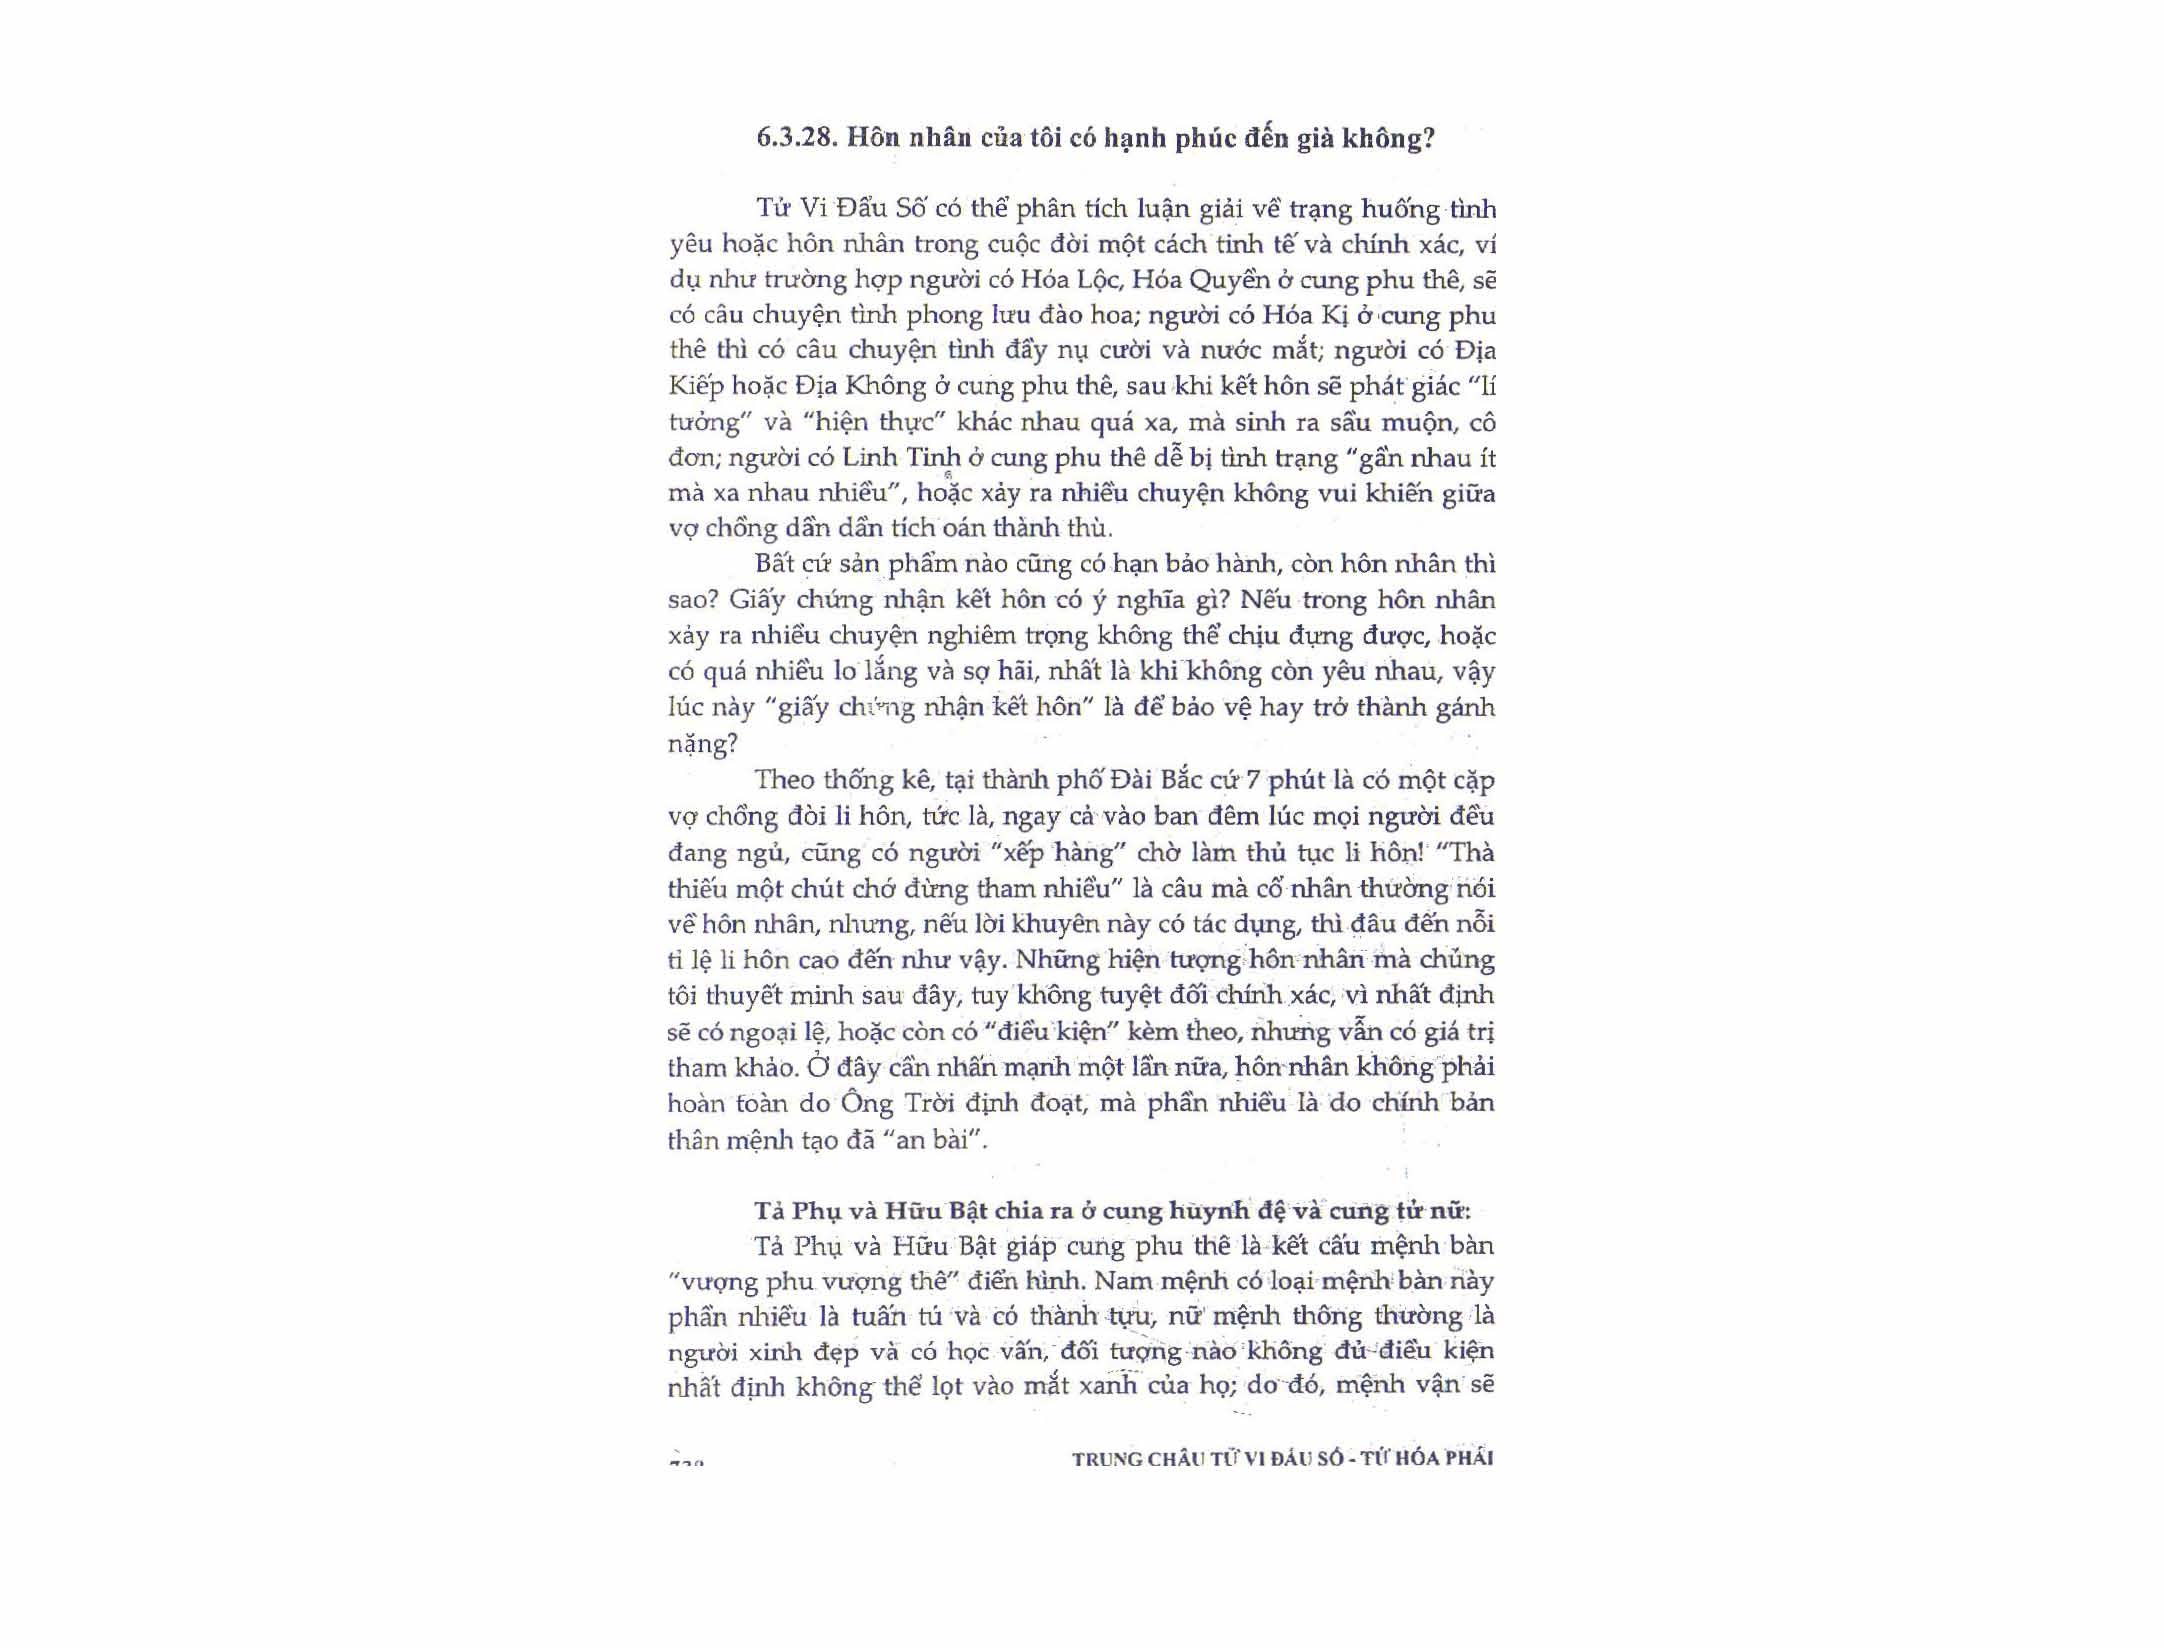 6.3.28. Hôn nhân của tôi có hạnh phúc đến già không?
Tử Vi Đẩu Số có thể phân tích luận giải về trạng huống tình
yêu hoặc hôn nhân trong cuộc đời một cách tinh tế và chính xác, ví
dụ như trường hợp người có Hóa Lộc, Hóa Quyền ở cung phu thê, sẽ
có câu chuyện tình phong lưu đào hoa; người có Hóa Kị ở cung phu
thê thì có câu chuyện tình đầy nụ cười và nước mắt; người có Địa
Kiếp hoặc Địa Không ở cung phu thê, sau khi kết hôn sẽ phát giác "lí
tưởng" và "hiện thực" khác nhau quá xa, mà sinh ra sầu muộn, cô
đơn; người có Linh Tinh ở cung phu thê dễ bị tình trạng "gần nhau ít
mà xa nhau nhiều", hoặc xảy ra nhiều chuyện không vui khiến giữa
vợ chồng dần dần tích oán thành thù.
Bất cứ sản phẩm nào cũng có hạn bảo hành, còn hôn nhân thì
sao? Giấy chứng nhận kết hôn có ý nghĩa gì? Nếu trong hôn nhân
xảy ra nhiều chuyện nghiêm trọng không thể chịu đựng được, hoặc
có quá nhiều lo lắng và sợ hãi, nhất là khi không còn yêu nhau, vậy
lúc này "giấy chứng nhận kết hôn" là để bảo vệ hay trở thành gánh
nặng?
Theo thống kê, tại thành phố Đài Bắc cứ 7 phút là có một cặp
vợ chồng đòi li hôn, tức là, ngay cả vào ban đêm lúc mọi người đều
đang ngủ, cũng có người "xếp hàng" chờ làm thủ tục li hôn! "Thà
thiếu một chút chớ đừng tham nhiều" là câu mà cổ nhân thường nói
về hôn nhân, nhưng, nếu lời khuyên này có tác dụng, thì đâu đến nỗi
ti lệ li hôn cao đến như vậy. Những hiện tượng hôn nhân mà chúng
tôi thuyết minh sau đây, tuy không tuyệt đối chính xác, vì nhất định
sẽ có ngoại lệ, hoặc còn có "điều kiện" kèm theo, nhưng vẫn có giá trị
tham khảo. Ở đây cần nhấn mạnh một lần nữa, hôn nhân không phải
hoàn toàn do Ông Trời định đoạt, mà phần nhiều là do chính bản
thân mệnh tạo đã "an bài".
Tả Phụ và Hữu Bật chia ra ở cung huynh đệ và cung tử nữ:
Tả Phụ và Hữu Bật giáp cung phu thê là kết cấu mệnh bàn
"vượng phu vượng thê" điển hình. Nam mệnh có loại mệnh bàn này
phần nhiều là tuấn tú và có thành tựu, nữ mệnh thông thường là
người xinh đẹp và có học vấn, đối tượng nào không đủ điều kiện
nhất định không thể lọt vào mắt xanh của họ; do đó, mệnh vận sẽ
TRUNG CHÂU TỬ VI ĐẨU SỐ - TỨ HÓA PHÁI